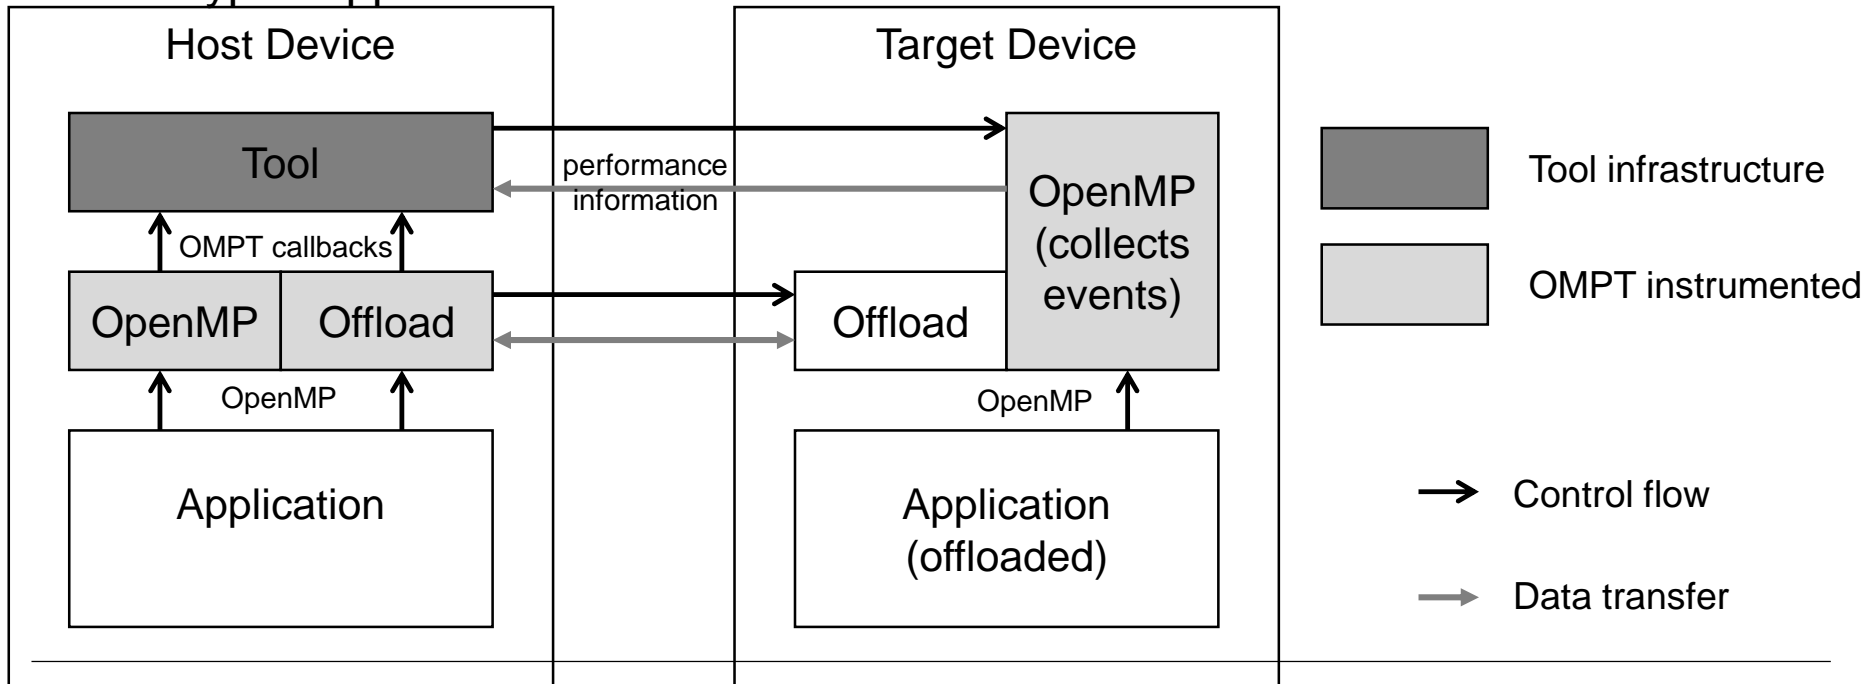 Host Device
Target Device
Tool
performance
information
OpenMP
(collects
events)
OMPT callbacks
OpenMP
Offload
Offload
OpenMP
OpenMP
Application
Application
(offloaded)
Tool infrastructure
OMPT instrumented
Control flow
Data transfer